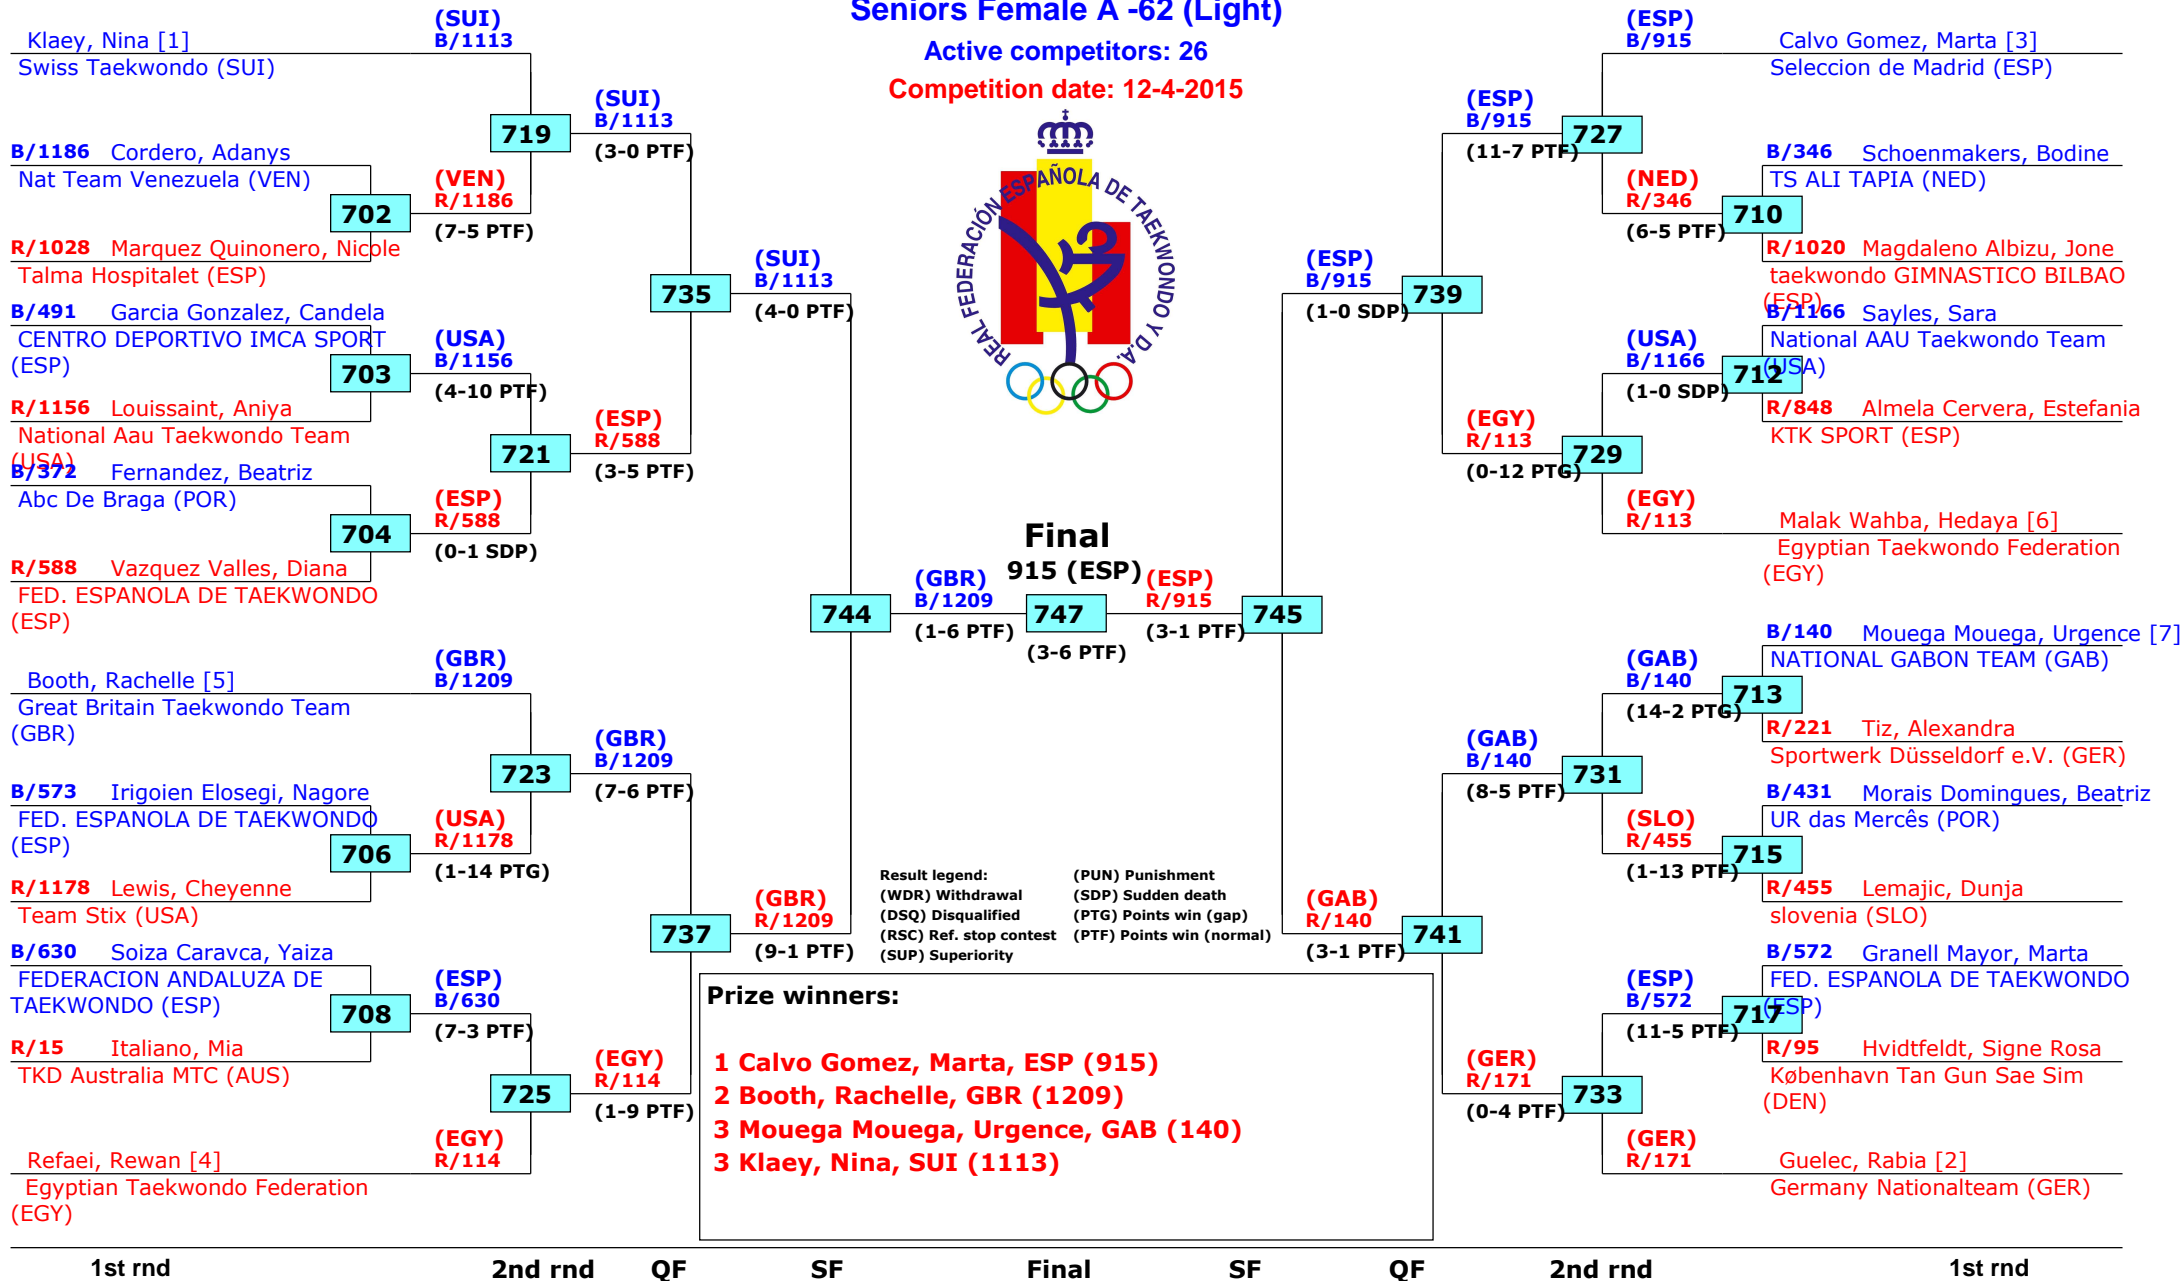 Seniors Female A -62 (Light)
Active competitors: 26
Competition date: 12-4-2015
REAL FEDERACIÓN ESPAÑOLA DE TAEKWONDO Y D.A.
Klaey, Nina [1]
Swiss Taekwondo (SUI)
(SUI)
B/1113
B/1186 Cordero, Adanys
Nat Team Venezuela (VEN)
702
R/1028 Marquez Quinonero, Nicole
Talma Hospitalet (ESP)
(VEN)
R/1186
(7-5 PTF)
719
(SUI)
B/1113
(3-0 PTF)
B/491 Garcia Gonzalez, Candela
CENTRO DEPORTIVO IMCA SPORT
(ESP)
703
R/1156 Louissaint, Aniya
National Aau Taekwondo Team
(USA)
(USA)
B/1156
(4-10 PTF)
B/372 Fernandez, Beatriz
Abc De Braga (POR)
704
R/588 Vazquez Valles, Diana
FED. ESPANOLA DE TAEKWONDO
(ESP)
(ESP)
R/588
(0-1 SDP)
721
(ESP)
R/588
(3-5 PTF)
735
(SUI)
B/1113
(4-0 PTF)
Booth, Rachelle [5]
Great Britain Taekwondo Team
(GBR)
(GBR)
B/1209
B/573 Irigoien Elosegi, Nagore
FED. ESPANOLA DE TAEKWONDO
(ESP)
706
R/1178 Lewis, Cheyenne
Team Stix (USA)
(USA)
R/1178
(1-14 PTG)
723
(GBR)
B/1209
(7-6 PTF)
B/630 Soiza Caravca, Yaiza
FEDERACION ANDALUZA DE
TAEKWONDO (ESP)
708
R/15 Italiano, Mia
TKD Australia MTC (AUS)
(ESP)
B/630
(7-3 PTF)
725
(EGY)
R/114
Refaei, Rewan [4]
Egyptian Taekwondo Federation
(EGY)
(EGY)
R/114
(1-9 PTF)
737
(GBR)
R/1209
(9-1 PTF)
744
(GBR)
B/1209
(1-6 PTF)
Final
915 (ESP)
747
(3-6 PTF)
(ESP)
R/915
(3-1 PTF)
745
(ESP)
B/915
(1-0 SDP)
739
(ESP)
B/915
(11-7 PTF)
727
(ESP)
B/915
Calvo Gomez, Marta [3]
Seleccion de Madrid (ESP)
B/346 Schoenmakers, Bodine
TS ALI TAPIA (NED)
(NED)
R/346
(6-5 PTF)
710
R/1020 Magdaleno Albizu, Jone
taekwondo GIMNASTICO BILBAO
(ESP)
B/1166 Sayles, Sara
National AAU Taekwondo Team
(USA)
(USA)
B/1166
(1-0 SDP)
712
R/848 Almela Cervera, Estefania
KTK SPORT (ESP)
(EGY)
R/113
(0-12 PTG)
729
(EGY)
R/113
Malak Wahba, Hedaya [6]
Egyptian Taekwondo Federation
(EGY)
B/140 Mouega Mouega, Urgence [7]
NATIONAL GABON TEAM (GAB)
(GAB)
B/140
(14-2 PTG)
713
R/221 Tiz, Alexandra
Sportwerk Düsseldorf e.V. (GER)
(GAB)
B/140
(8-5 PTF)
731
B/431 Morais Domingues, Beatriz
UR das Mercês (POR)
(SLO)
R/455
(1-13 PTF)
715
R/455 Lemajic, Dunja
slovenia (SLO)
(GAB)
R/140
(3-1 PTF)
741
B/572 Granell Mayor, Marta
FED. ESPANOLA DE TAEKWONDO
(ESP)
(ESP)
B/572
(11-5 PTF)
717
R/95 Hvidtfeldt, Signe Rosa
København Tan Gun Sae Sim
(DEN)
(GER)
R/171
(0-4 PTF)
733
(GER)
R/171
Guelec, Rabia [2]
Germany Nationalteam (GER)
Result legend: (PUN) Punishment
(WDR) Withdrawal (SDP) Sudden death
(DSQ) Disqualified (PTG) Points win (gap)
(RSC) Ref. stop contest (PTF) Points win (normal)
(SUP) Superiority
Prize winners:
1 Calvo Gomez, Marta, ESP (915)
2 Booth, Rachelle, GBR (1209)
3 Mouega Mouega, Urgence, GAB (140)
3 Klaey, Nina, SUI (1113)
1st rnd 2nd rnd QF SF Final SF QF 2nd rnd 1st rnd